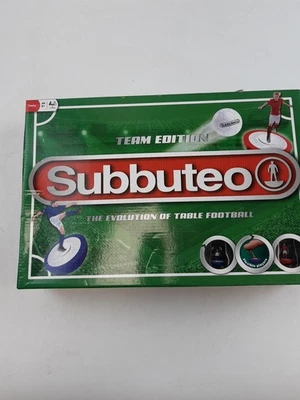 TEAM EDITION
Subbuteo
THE EVOLUTION OF TABLE FOOTBALL